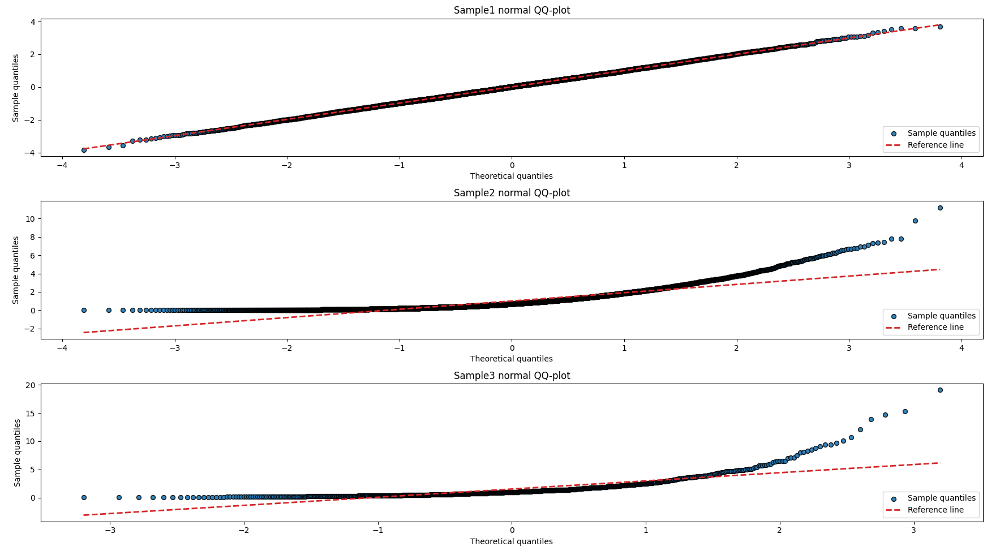 Sample1 normal QQ-plot
4
2
0
−2
−4
Sample quantiles
Sample quantiles
Reference line
−4 −3 −2 −1 0 1 2 3 4
Theoretical quantiles
Sample2 normal QQ-plot
10
8
6
4
2
0
−2
Sample quantiles
Sample quantiles
Reference line
−4 −3 −2 −1 0 1 2 3 4
Theoretical quantiles
Sample3 normal QQ-plot
20
15
10
5
0
Sample quantiles
Sample quantiles
Reference line
−3 −2 −1 0 1 2 3
Theoretical quantiles